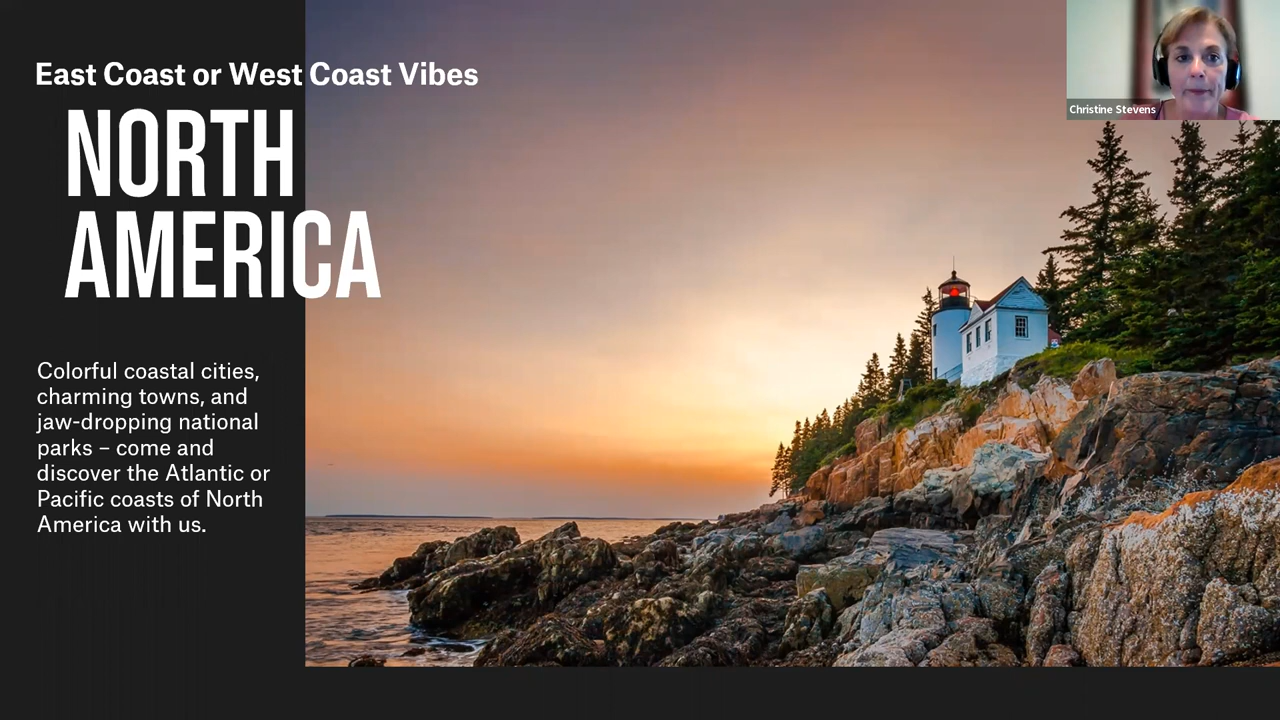 East Coast or West Coast Vibes
NORTH
AMERICA
Colorful coastal cities,
charming towns, and
jaw-dropping national
parks – come and
discover the Atlantic or
Pacific coasts of North
America with us.
Christine Stevens